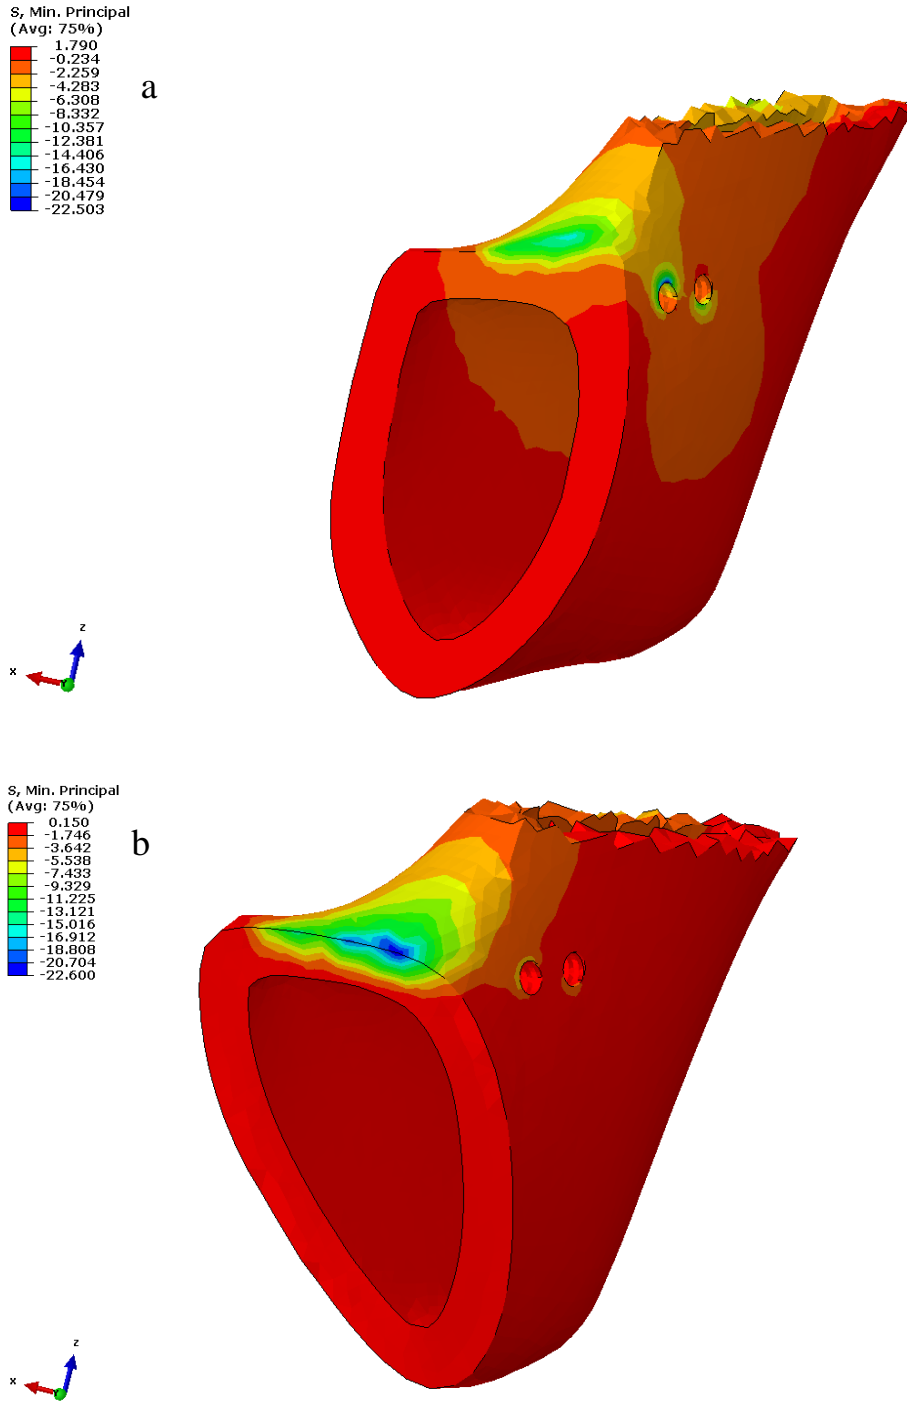 S, Min. Principal
(Avg: 75%)
1.790
-0.234
-2.259
-4.283
-6.308
-8.332
-10.357
-12.381
-14.406
-16.430
-18.454
-20.479
-22.503
a
z
x
S, Min. Principal
(Avg: 75%)
0.150
-1.746
-3.642
-5.538
-7.433
-9.329
-11.225
-13.121
-15.016
-16.912
-18.808
-20.704
-22.600
b
z
x